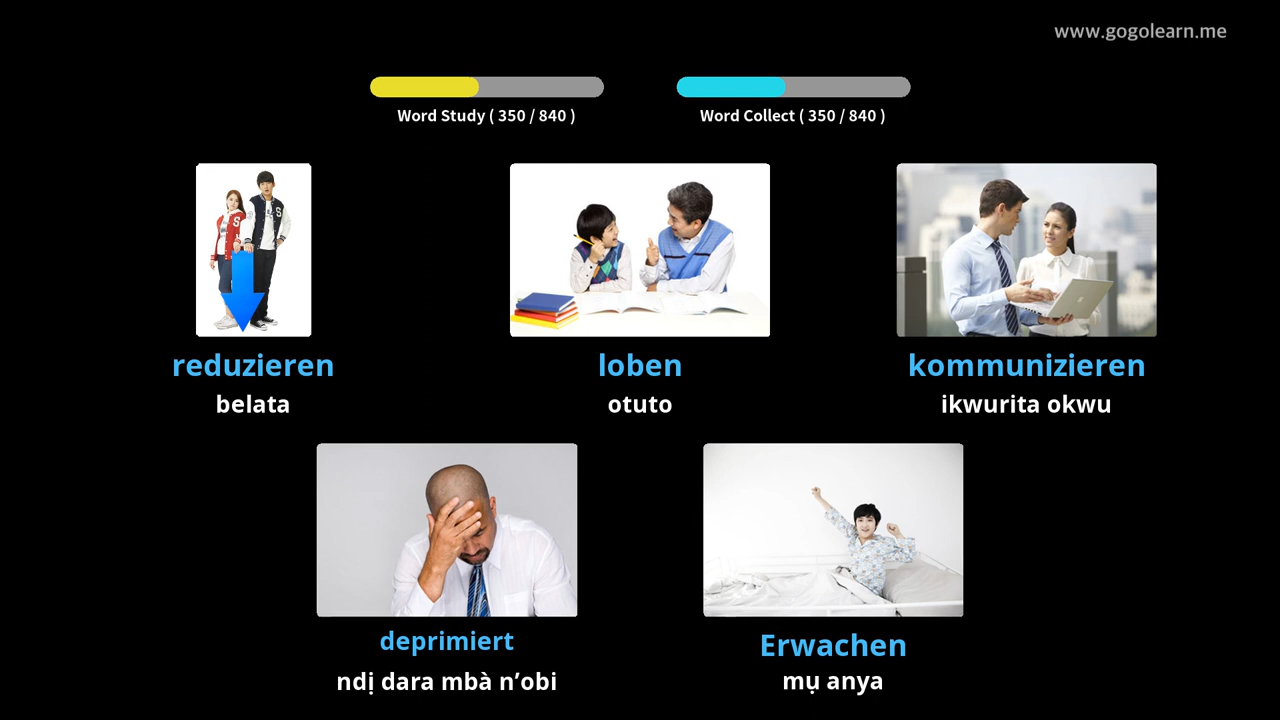 www.gogolearn.me
Word Study ( 350 / 840 )
Word Collect ( 350 / 840 )
reduzieren
belata
loben
otuto
kommunizieren
ikwurita okwu
deprimiert
ndị dara mbà n’obi
Erwachen
mụ anya